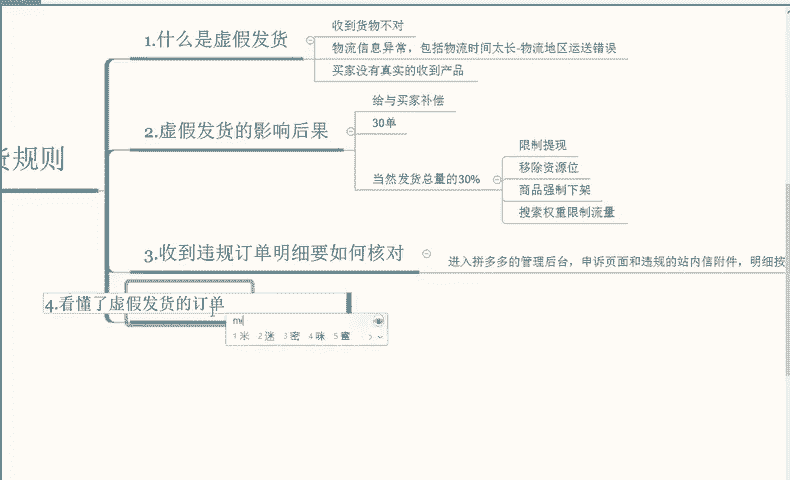 1.什么是虚假发货
收到货物不对
物流信息异常，包括物流时间太长-物流地区运送错误
买家没有真实的收到产品
货规则
2.虚假发货的影响后果
给与买家补偿
30单
当然发货总量的30%
限制提现
移除资源位
商品强制下架
搜索权重限制流量
3.收到违规订单明细要如何核对
进入拼多多的管理后台，申诉页面和违规的站内信附件，明细按
4.看懂了虚假发货的订单
mi
1 米 2 迷 3 密 4 咪 5 蜜